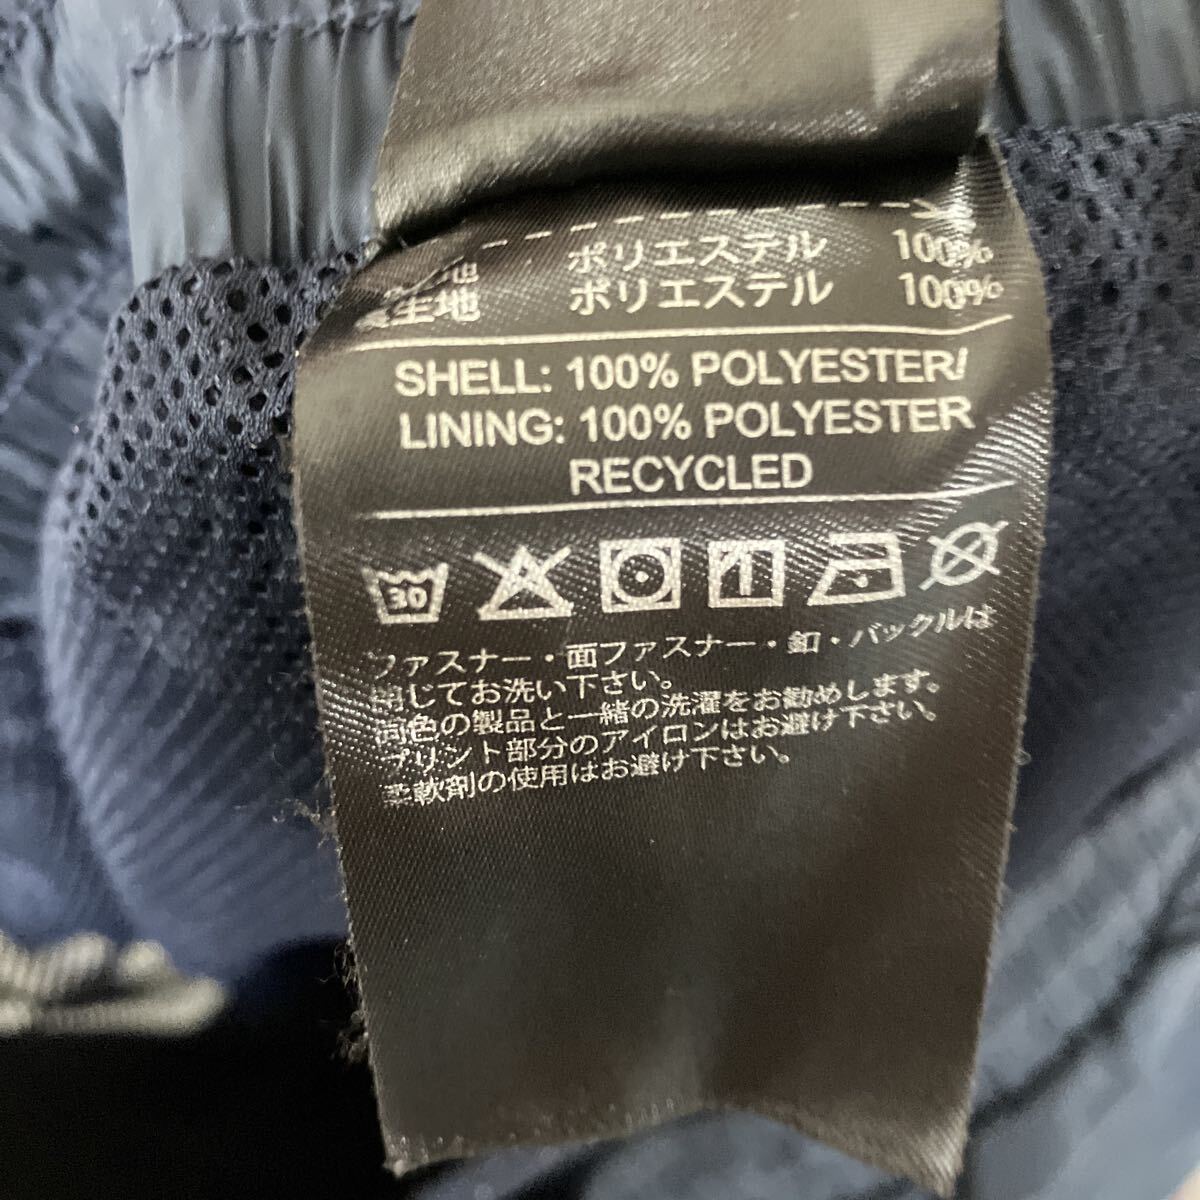 地 ポリエステル 100%
裏生地 ポリエステル 100%
SHELL: 100% POLYESTER/
LINING: 100% POLYESTER
RECYCLED
30
ファスナー・面ファスナー・釦・バックルは
閉じてお洗い下さい。
同色の製品と一緒の洗濯をお勧めします。
プリント部分のアイロンはお避け下さい。
柔軟剤の使用はお避け下さい。